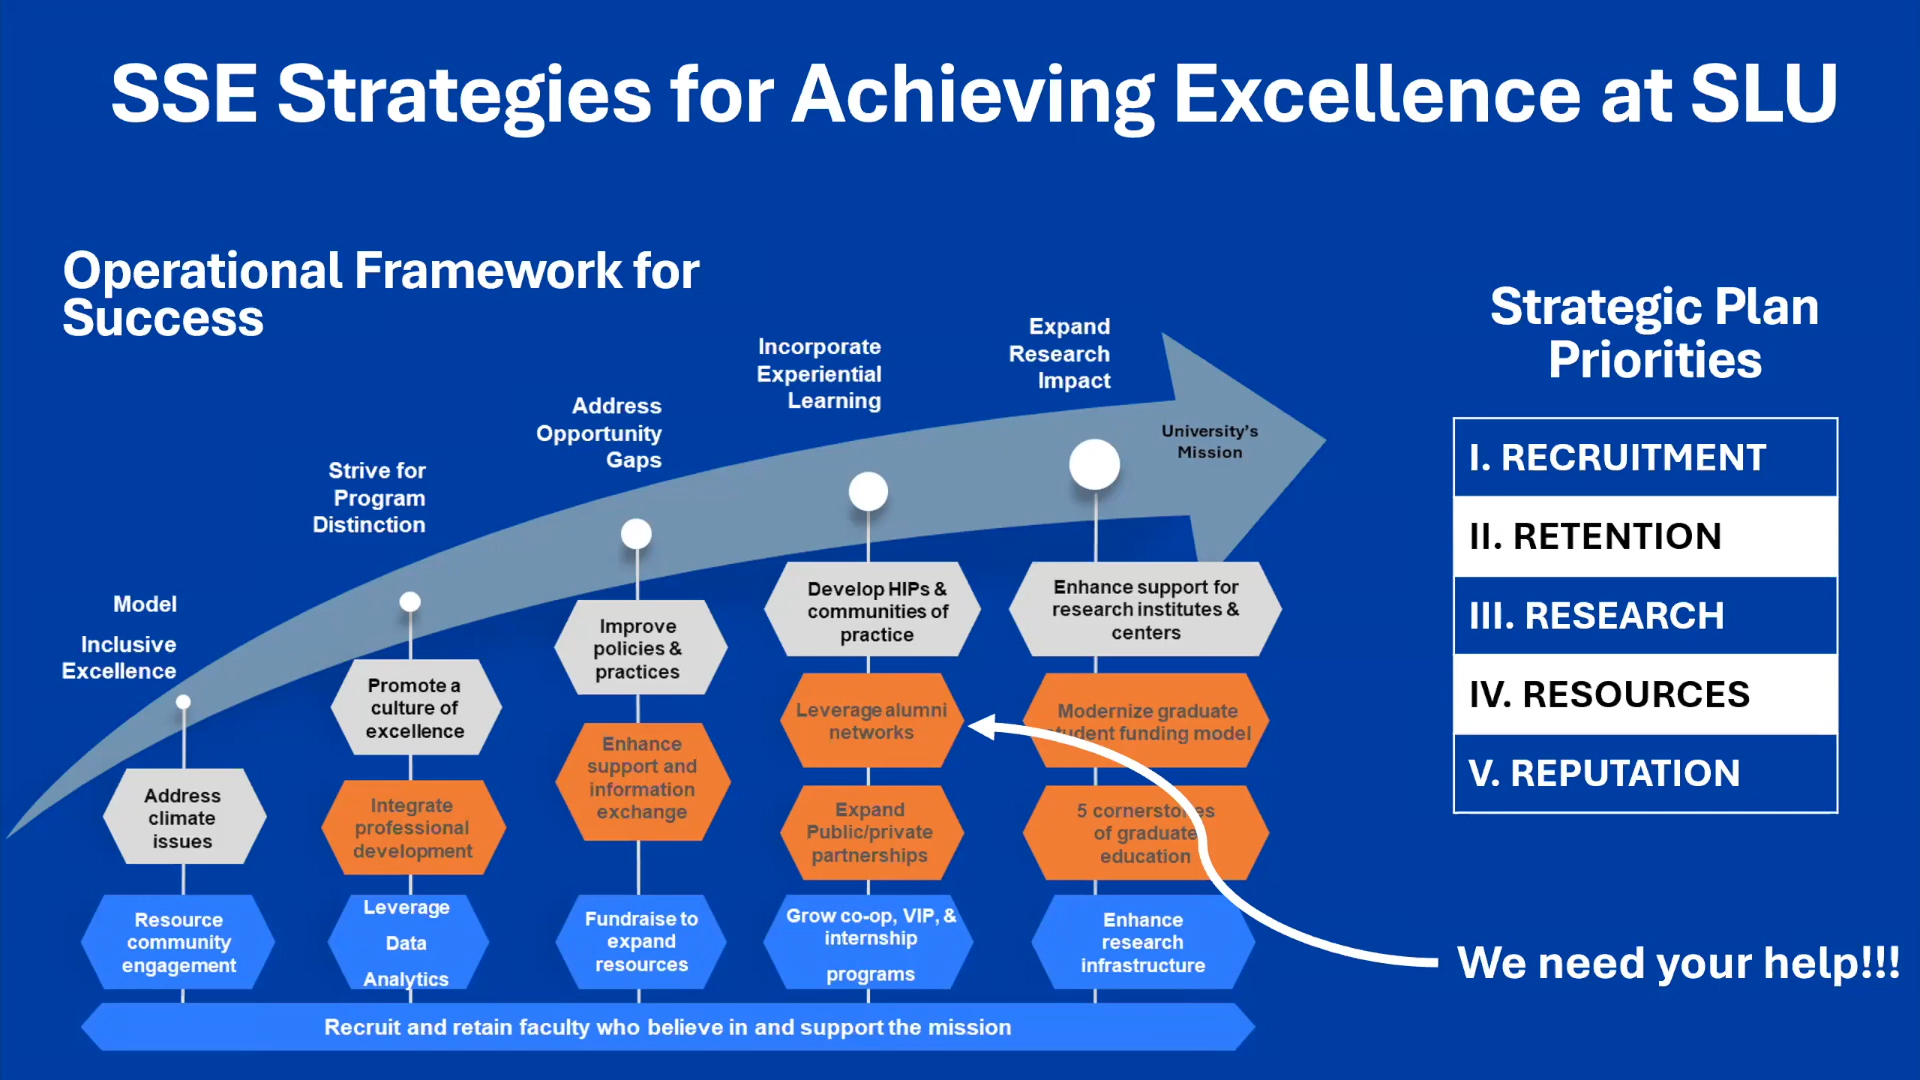 SSE Strategies for Achieving Excellence at SLU
Operational Framework for
Success
Model
Inclusive
Excellence
Strive for
Program
Distinction
Address
Opportunity
Gaps
Incorporate
Experiential
Learning
Expand
Research
Impact
University's
Mission
Address
climate
issues
Resource
community
engagement
Promote a
culture of
excellence
Integrate
professional
development
Leverage
Data
Analytics
Improve
policies &
practices
Enhance
support and
information
exchange
Fundraise to
expand
resources
Develop HIPs &
communities of
practice
Leverage alumni
networks
Expand
Public/private
partnerships
Grow co-op, VIP, &
internship
programs
Enhance support for
research institutes &
centers
Modernize graduate
student funding model
5 cornerstones
of graduate
education
Enhance
research
infrastructure
Recruit and retain faculty who believe in and support the mission
Strategic Plan
Priorities
I. RECRUITMENT
II. RETENTION
III. RESEARCH
IV. RESOURCES
V. REPUTATION
We need your help!!!